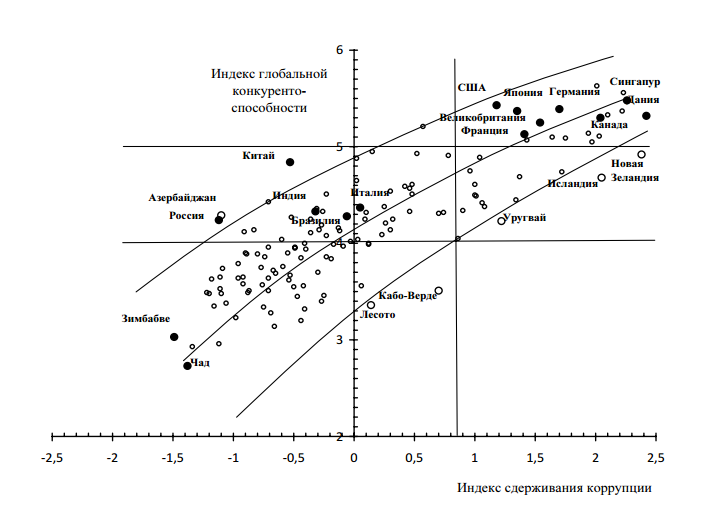 6
Индекс глобальной
конкуренто-
способности
США
Япония
Германия
Сингапур
Дания
Великобритания
Франция
Канада
5
Китай
Новая
Зеландия
Исландия
Индия
Италия
Азербайджан
Россия
Бразилия
Уругвай
4
Кабо-Верде
Лесото
Зимбабве
3
Чад
2
-2,5
-2
-1,5
-1
-0,5
0
0,5
1
1,5
2
2,5
Индекс сдерживания коррупции